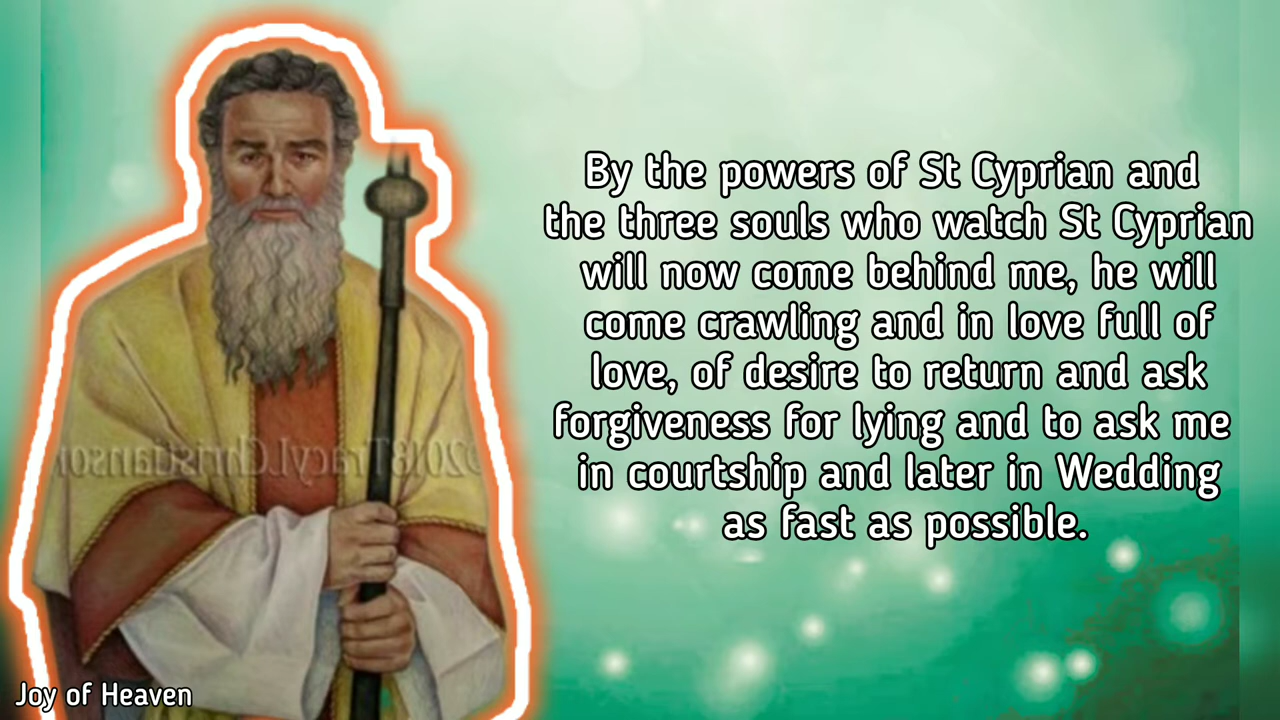 By the powers of St Cyprian and
the three souls who watch St Cyprian
will now come behind me, he will
come crawling and in love full of
love, of desire to return and ask
forgiveness for lying and to ask me
in courtship and later in Wedding
as fast as possible.
©2018TracyLChristianson
Joy of Heaven